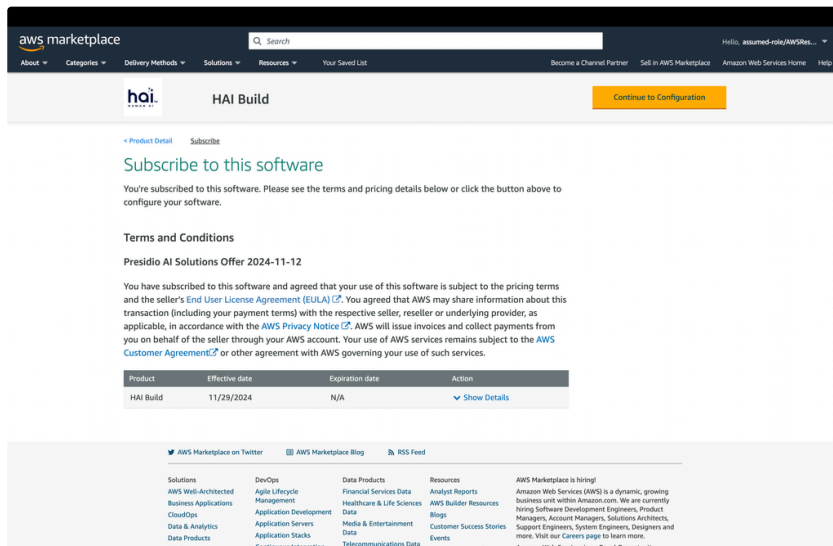 aws marketplace
Search
Hello, assumed-role/AWSRes...
About
Categories
Delivery Methods
Solutions
Resources
Your Saved List
Become a Channel Partner
Sell in AWS Marketplace
Amazon Web Services Home
Help
hai
HUMAN AI
HAI Build
Continue to Configuration
< Product Detail
Subscribe
Subscribe to this software
You're subscribed to this software. Please see the terms and pricing details below or click the button above to
configure your software.
Terms and Conditions
Presidio AI Solutions Offer 2024-11-12
You have subscribed to this software and agreed that your use of this software is subject to the pricing terms
and the seller's End User License Agreement (EULA). You agreed that AWS may share information about this
transaction (including your payment terms) with the respective seller, reseller or underlying provider, as
applicable, in accordance with the AWS Privacy Notice. AWS will issue invoices and collect payments from
you on behalf of the seller through your AWS account. Your use of AWS services remains subject to the AWS
Customer Agreement or other agreement with AWS governing your use of such services.
Product Effective date Expiration date Action
HAI Build 11/29/2024 N/A Show Details
AWS Marketplace on Twitter
AWS Marketplace Blog
RSS Feed
Solutions
AWS Well-Architected
Business Applications
CloudOps
Data & Analytics
Data Products
DevOps
Agile Lifecycle
Management
Application Development
Application Servers
Application Stacks
Continuous Integration
Data Products
Financial Services Data
Healthcare & Life Sciences
Data
Media & Entertainment
Data
Telecommunications Data
Resources
Analyst Reports
AWS Builder Resources
Blogs
Customer Success Stories
Events
AWS Marketplace is hiring!
Amazon Web Services (AWS) is a dynamic, growing
business unit within Amazon.com. We are currently
hiring Software Development Engineers, Product
Managers, Account Managers, Solutions Architects,
Support Engineers, System Engineers, Designers and
more. Visit our Careers page to learn more.